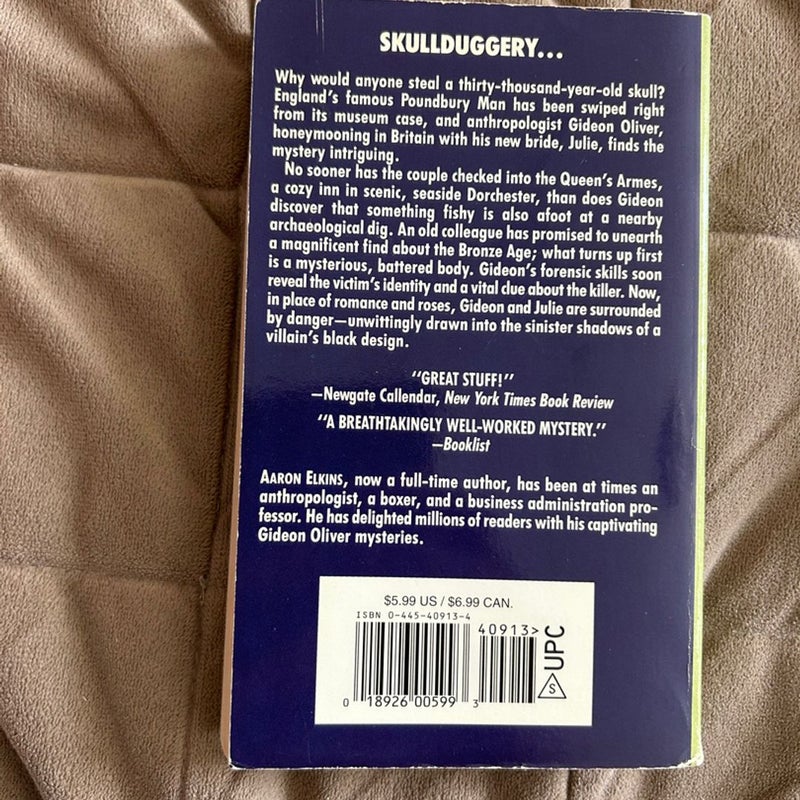 SKULLDUGGERY...
Why would anyone steal a thirty-thousand-year-old skull?
England's famous Poundbury Man has been swiped right
from its museum case, and anthropologist Gideon Oliver,
honeymooning in Britain with his new bride, Julie, finds the
mystery intriguing.
No sooner has the couple checked into the Queen's Armes,
a cozy inn in scenic, seaside Dorchester, than does Gideon
discover that something fishy is also afoot at a nearby
archaeological dig. An old colleague has promised to unearth
a magnificent find about the Bronze Age; what turns up first
is a mysterious, battered body. Gideon's forensic skills soon
reveal the victim's identity and a vital clue about the killer. Now,
in place of romance and roses, Gideon and Julie are surrounded
by danger—unwittingly drawn into the sinister shadows of a
villain's black design.
"GREAT STUFF!"
—Newgate Callendar, New York Times Book Review
"A BREATHTAKINGLY WELL-WORKED MYSTERY."
—Booklist
AARON ELKINS, now a full-time author, has been at times an
anthropologist, a boxer, and a business administration pro-
fessor. He has delighted millions of readers with his captivating
Gideon Oliver mysteries.
$5.99 US / $6.99 CAN.
ISBN 0-445-40913-4
40913>
UPC
S
0 18926 00599 3